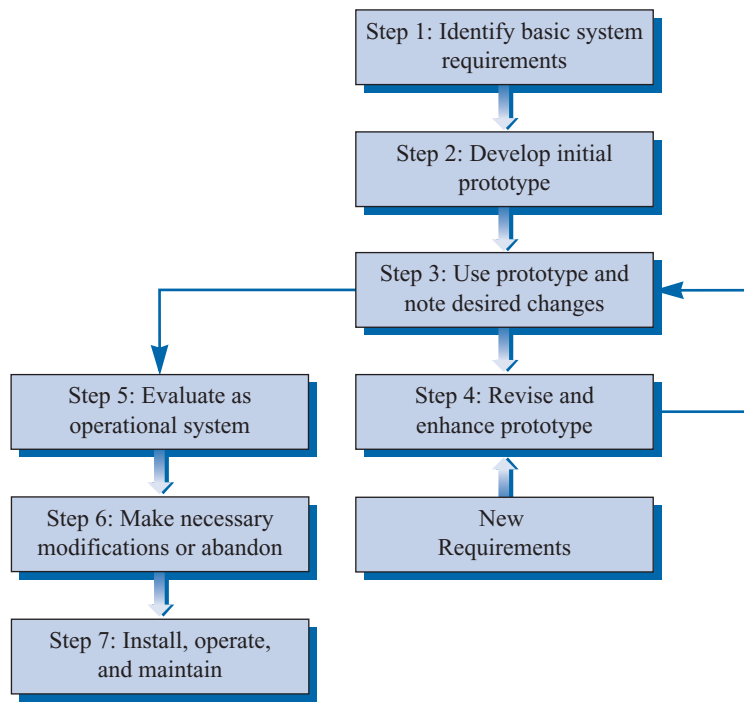 Step 1: Identify basic system
requirements
Step 2: Develop initial
prototype
Step 3: Use prototype and
note desired changes
Step 5: Evaluate as
operational system
Step 4: Revise and
enhance prototype
Step 6: Make necessary
modifications or abandon
New
Requirements
Step 7: Install, operate,
and maintain